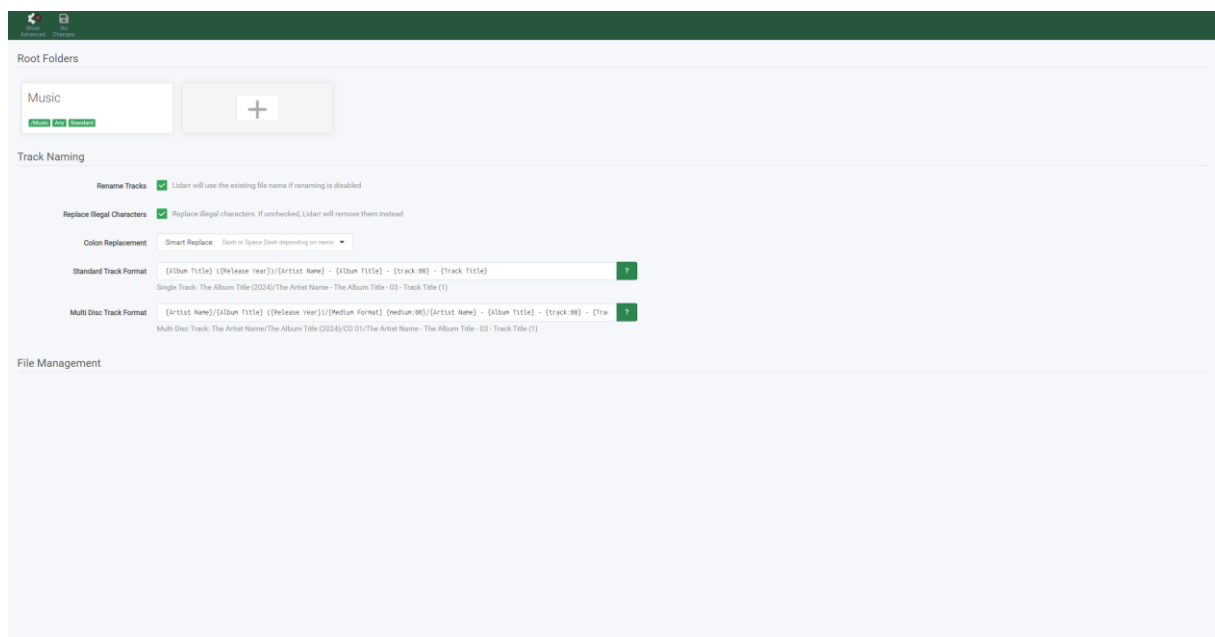 Show Advanced
No Changes
Root Folders
Music
/Music Any Standard
Track Naming
Rename Tracks Lidarr will use the existing file name if renaming is disabled
Replace Illegal Characters Replace illegal characters. If unchecked, Lidarr will remove them instead
Colon Replacement Smart Replace Dash or Space Dash depending on name
Standard Track Format {Album Title} ({Release Year})/{Artist Name} - {Album Title} - {track:00} - {Track Title} ?
Single Track: The Album Title (2024)/The Artist Name - The Album Title - 03 - Track Title (1)
Multi Disc Track Format {Artist Name}/{Album Title} ({Release Year})/{Medium Format} {medium:00}/{Artist Name} - {Album Title} - {track:00} - {Tra ?
Multi Disc Track: The Artist Name/The Album Title (2024)/CD 01/The Artist Name - The Album Title - 03 - Track Title (1)
File Management